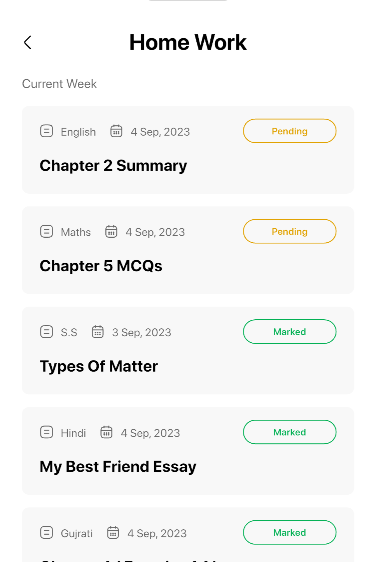 Home Work
Current Week
English 4 Sep, 2023 Pending
Chapter 2 Summary
Maths 4 Sep, 2023 Pending
Chapter 5 MCQs
S.S 3 Sep, 2023 Marked
Types Of Matter
Hindi 4 Sep, 2023 Marked
My Best Friend Essay
Gujrati 4 Sep, 2023 Marked